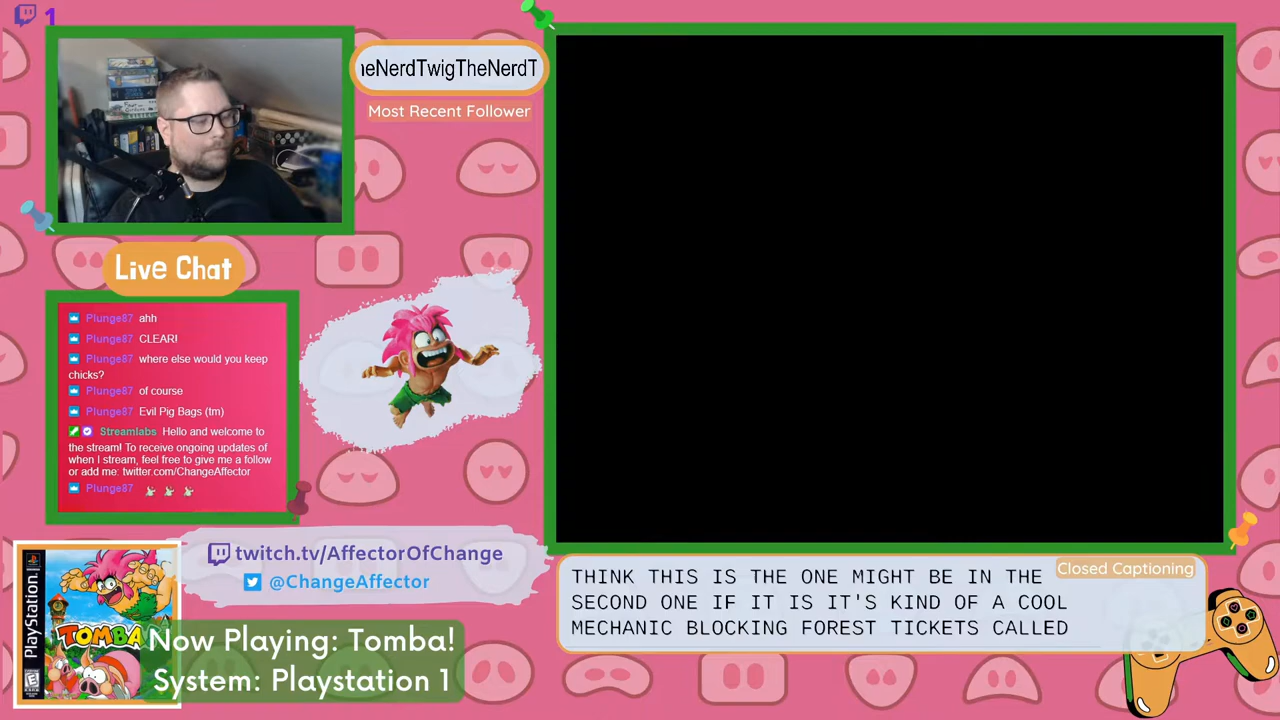 1
heNerdTwigTheNerdT
Most Recent Follower
Live Chat
Plunge87 ahh
Plunge87 CLEAR!
Plunge87 where else would you keep
chicks?
Plunge87 of course
Plunge87 Evil Pig Bags (tm)
Streamlabs Hello and welcome to
the stream! To receive ongoing updates of
when I stream, feel free to give me a follow
or add me: twitter.com/ChangeAffector
Plunge87
twitch.tv/AffectorOfChange
@ChangeAffector
PlayStation
TOMBA
Now Playing: Tomba!
System: Playstation 1
Closed Captioning
THINK THIS IS THE ONE MIGHT BE IN THE
SECOND ONE IF IT IS IT'S KIND OF A COOL
MECHANIC BLOCKING FOREST TICKETS CALLED